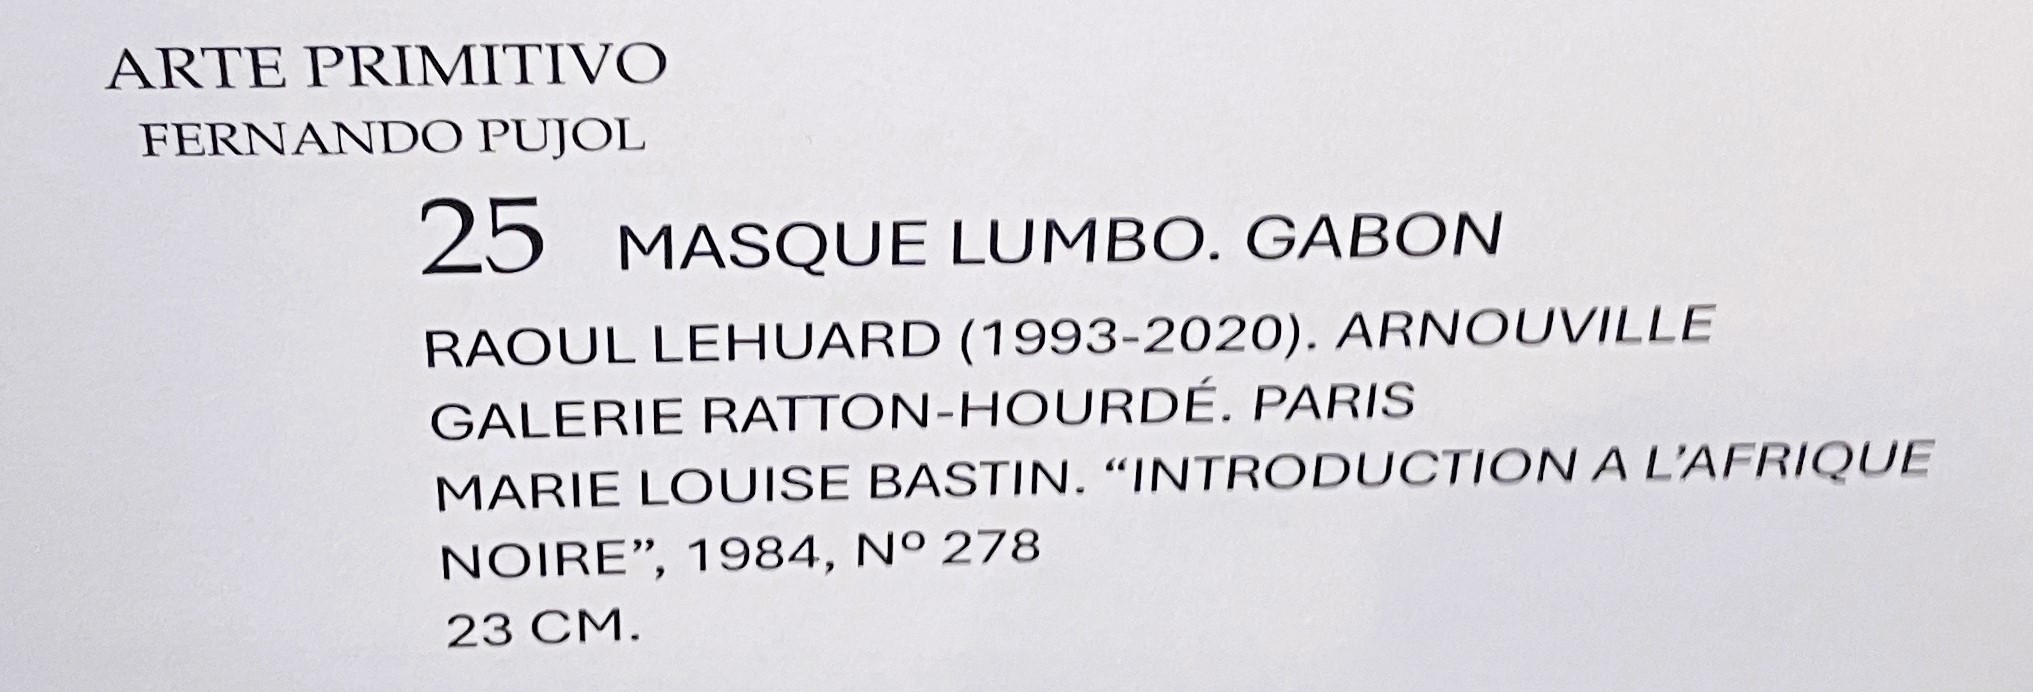 ARTE PRIMITIVO
FERNANDO PUJOL
25 MASQUE LUMBO. GABON
RAOUL LEHUARD (1993-2020). ARNOUVILLE
GALERIE RATTON-HOURDÉ. PARIS
MARIE LOUISE BASTIN. “INTRODUCTION A L’AFRIQUE
NOIRE”, 1984, Nº 278
23 CM.